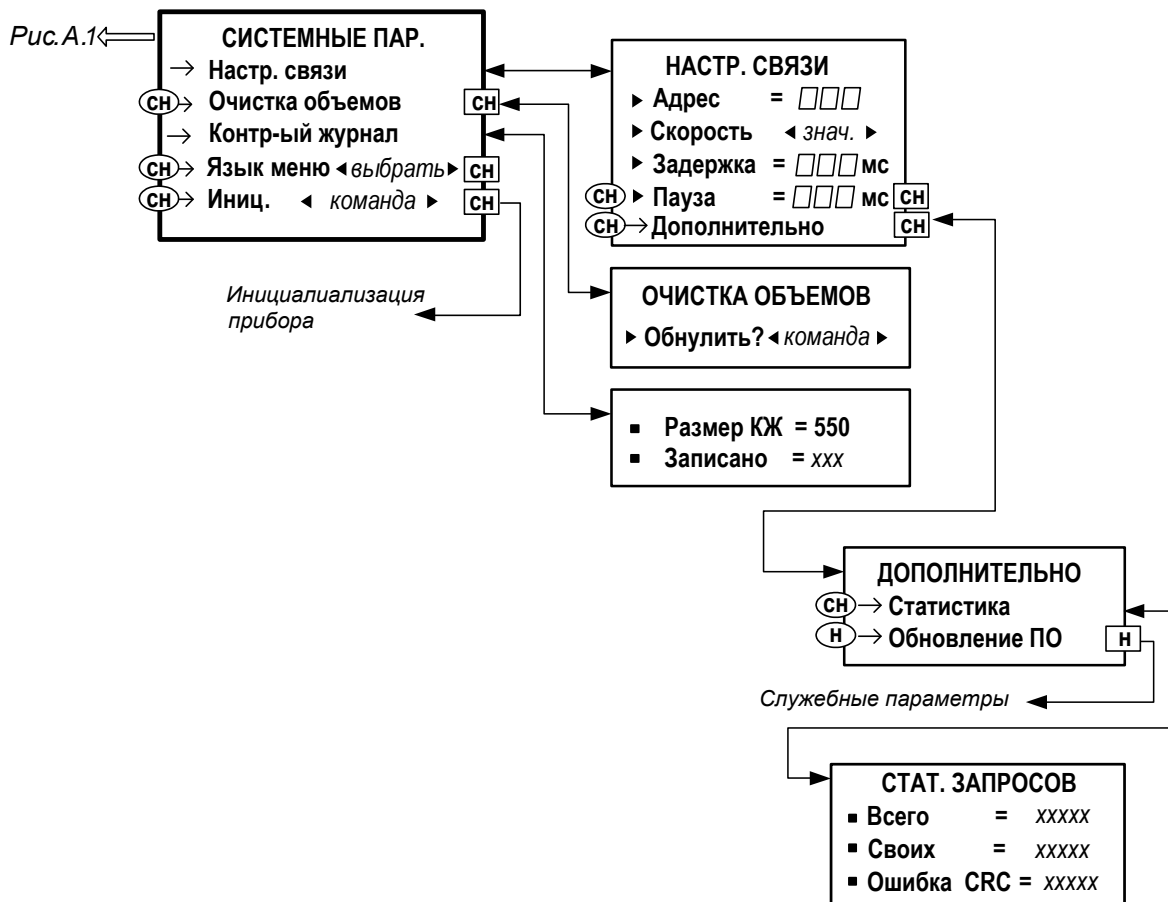 Рис.А.1
СИСТЕМНЫЕ ПАР.
→ Настр. связи
СН → Очистка объемов СН
→ Контр-ый журнал
СН → Язык меню ◂ выбрать ▸ СН
СН → Иниц. ◂ команда ▸ СН
Инициалиализация
прибора
НАСТР. СВЯЗИ
▸ Адрес = □□□
▸ Скорость ◂ знач. ▸
▸ Задержка = □□□ мс
СН ▸ Пауза = □□□ мс СН
СН → Дополнительно СН
ОЧИСТКА ОБЪЕМОВ
▸ Обнулить? ◂ команда ▸
▪ Размер КЖ = 550
▪ Записано = xxx
ДОПОЛНИТЕЛЬНО
СН → Статистика
Н → Обновление ПО Н
Служебные параметры
СТАТ. ЗАПРОСОВ
▪ Всего = xxxxx
▪ Своих = xxxxx
▪ Ошибка CRC = xxxxx